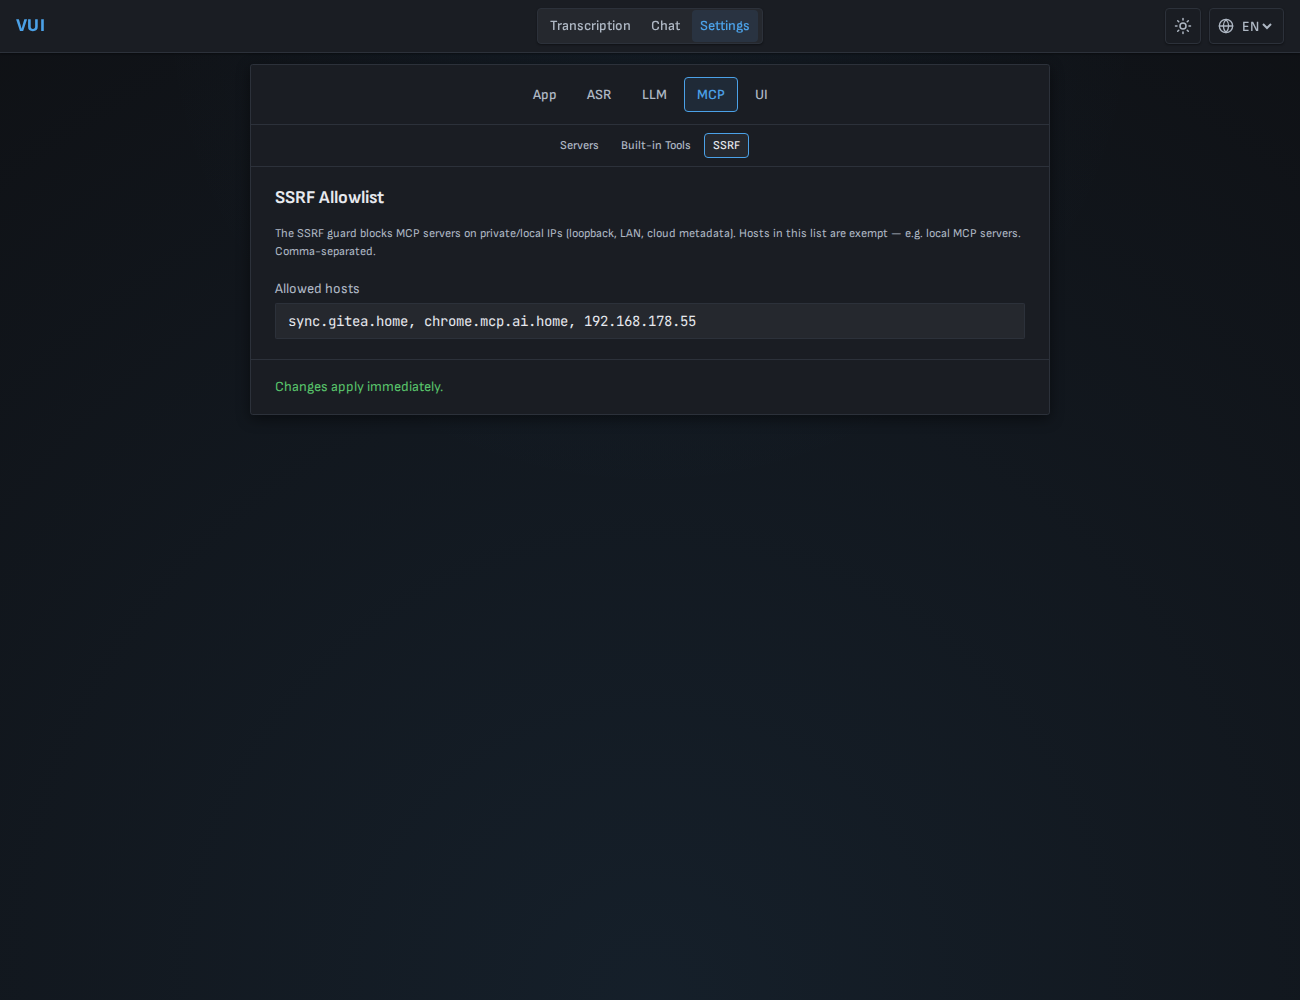 VUI
Transcription Chat Settings
EN
App ASR LLM MCP UI
Servers Built-in Tools SSRF
SSRF Allowlist
The SSRF guard blocks MCP servers on private/local IPs (loopback, LAN, cloud metadata). Hosts in this list are exempt — e.g. local MCP servers.
Comma-separated.
Allowed hosts
sync.gitea.home, chrome.mcp.ai.home, 192.168.178.55
Changes apply immediately.